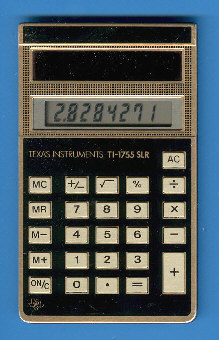 2.8284271
TEXAS INSTRUMENTS TI-1755 SLR
AC
MC +/− √ % ÷
MR 7 8 9 ×
M− 4 5 6 −
M+ 1 2 3 +
ON/C 0 · =